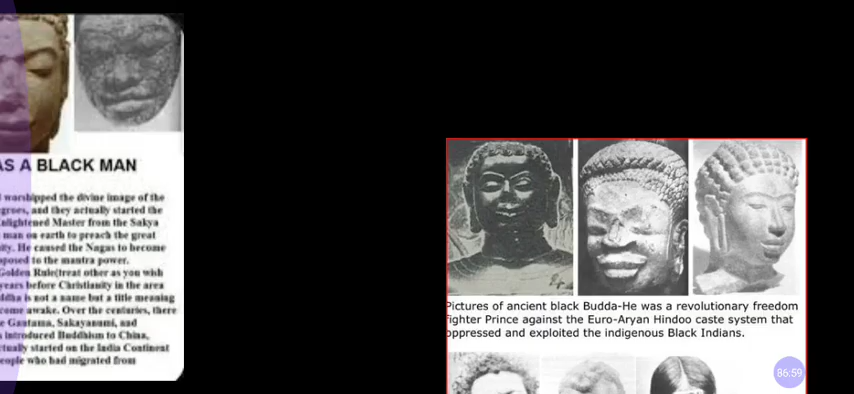 AS A BLACK MAN
worshipped the divine image of the
groes, and they actually started the
nlightened Master from the Sakya
man on earth to preach the great
ity. He caused the Nagas to become
pposed to the mantra power.
Golden Rule(treat other as you wish
years before Christianity in the area
ddha is not a name but a title meaning
come awake. Over the centuries, there
e Gautama, Sakayanumi, and
s introduced Buddhism to China,
ctually started on the India Continent
eople who had migrated from
Pictures of ancient black Budda-He was a revolutionary freedom
fighter Prince against the Euro-Aryan Hindoo caste system that
oppressed and exploited the indigenous Black Indians.
86:59